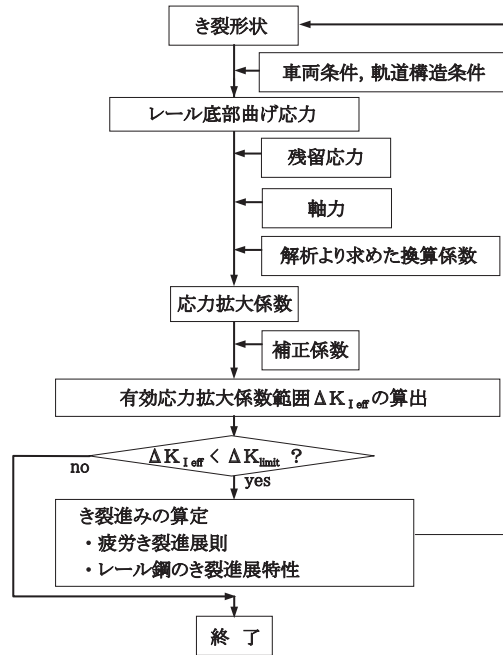 き裂形状
車両条件，軌道構造条件
レール底部曲げ応力
残留応力
軸力
解析より求めた換算係数
応力拡大係数
補正係数
有効応力拡大係数範囲ΔKⅠeffの算出
ΔKⅠeff < ΔKlimit ？
no
yes
き裂進みの算定
・疲労き裂進展則
・レール鋼のき裂進展特性
終 了